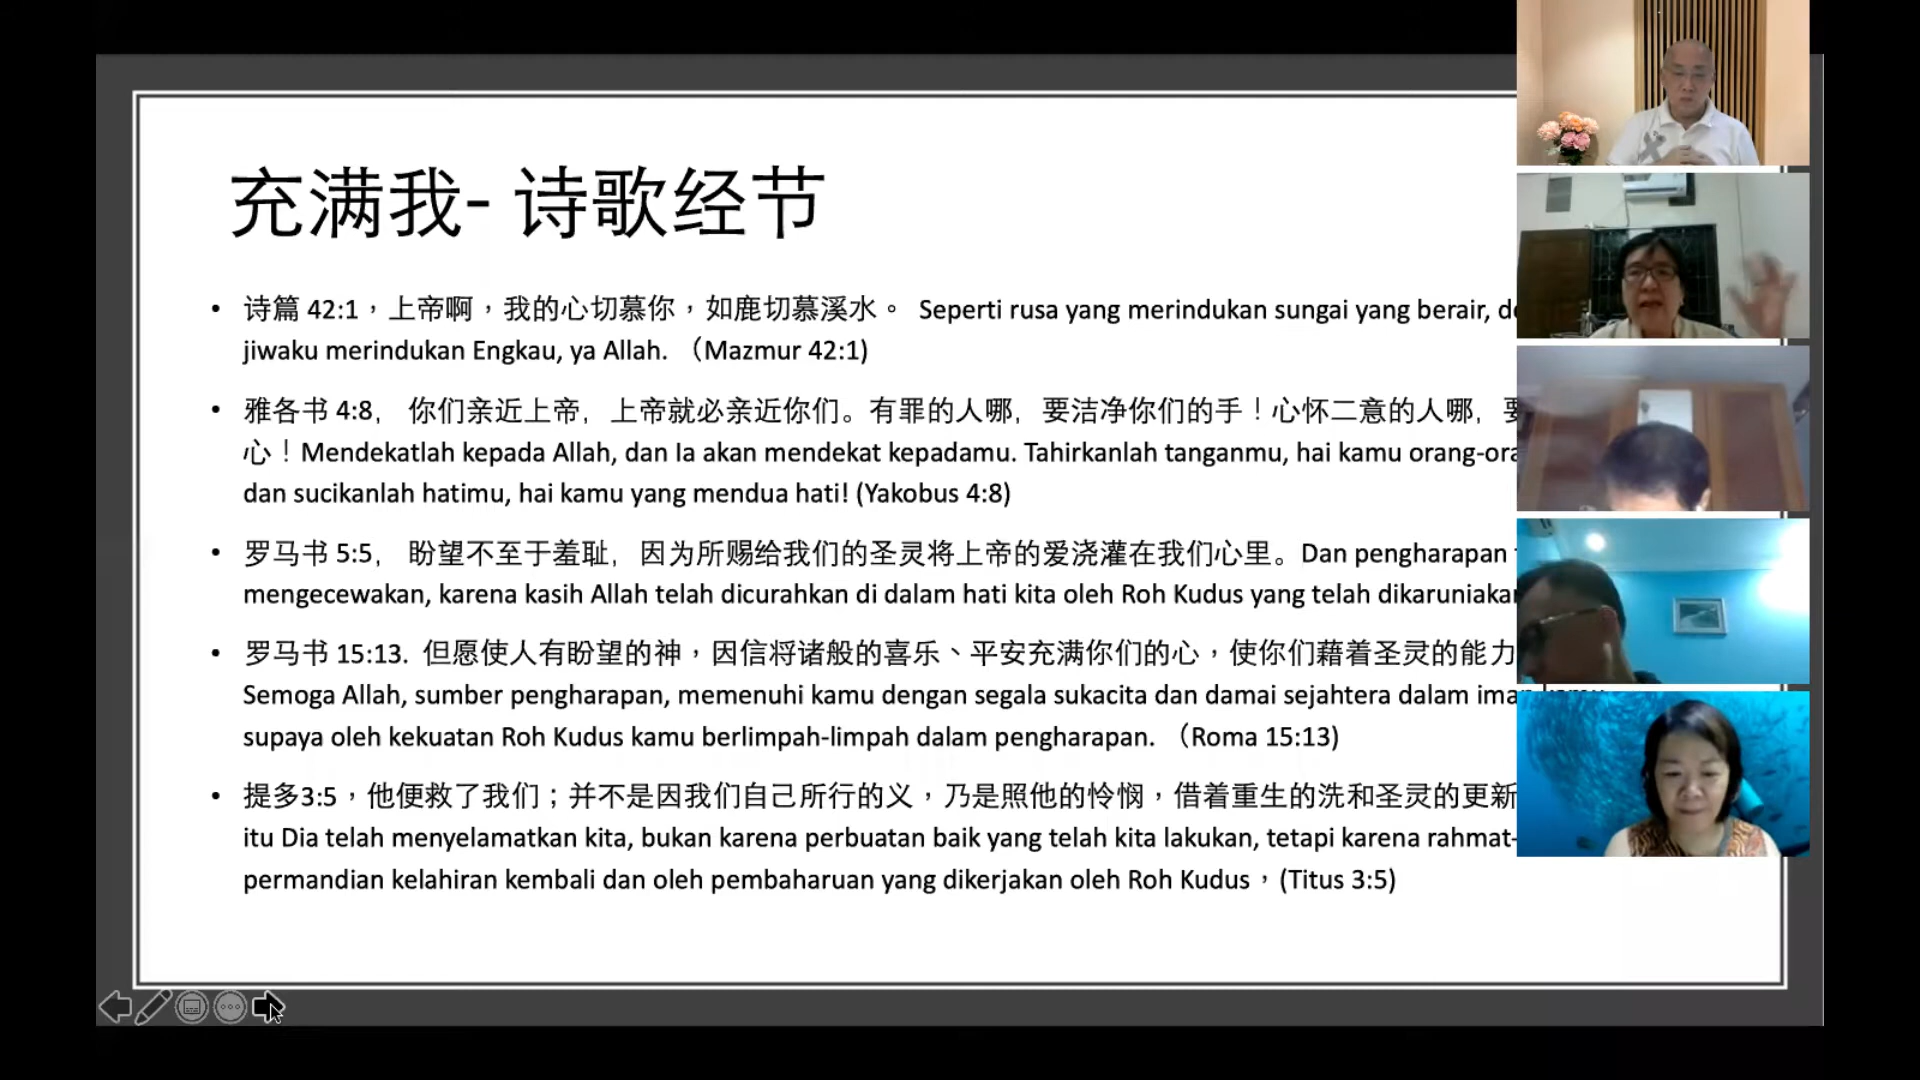 充满我- 诗歌经节
• 诗篇 42:1，上帝啊，我的心切慕你，如鹿切慕溪水。 Seperti rusa yang merindukan sungai yang berair,
jiwaku merindukan Engkau, ya Allah. （Mazmur 42:1)
• 雅各书 4:8, 你们亲近上帝, 上帝就必亲近你们。有罪的人哪, 要洁净你们的手！心怀二意的人哪,
心！Mendekatlah kepada Allah, dan Ia akan mendekat kepadamu. Tahirkanlah tanganmu, hai kamu
dan sucikanlah hatimu, hai kamu yang mendua hati! (Yakobus 4:8)
• 罗马书 5:5, 盼望不至于羞耻, 因为所赐给我们的圣灵将上帝的爱浇灌在我们心里。Dan pengharapan
mengecewakan, karena kasih Allah telah dicurahkan di dalam hati kita oleh Roh Kudus yang telah
• 罗马书 15:13. 但愿使人有盼望的神，因信将诸般的喜乐、平安充满你们的心，使你们藉着圣灵的能力
Semoga Allah, sumber pengharapan, memenuhi kamu dengan segala sukacita dan damai sejahtera dalam
supaya oleh kekuatan Roh Kudus kamu berlimpah-limpah dalam pengharapan. （Roma 15:13)
• 提多3:5，他便救了我们；并不是因我们自己所行的义，乃是照他的怜悯，借着重生的洗和圣灵的更新
itu Dia telah menyelamatkan kita, bukan karena perbuatan baik yang telah kita lakukan, tetapi karena rahmat-
permandian kelahiran kembali dan oleh pembaharuan yang dikerjakan oleh Roh Kudus，(Titus 3:5)